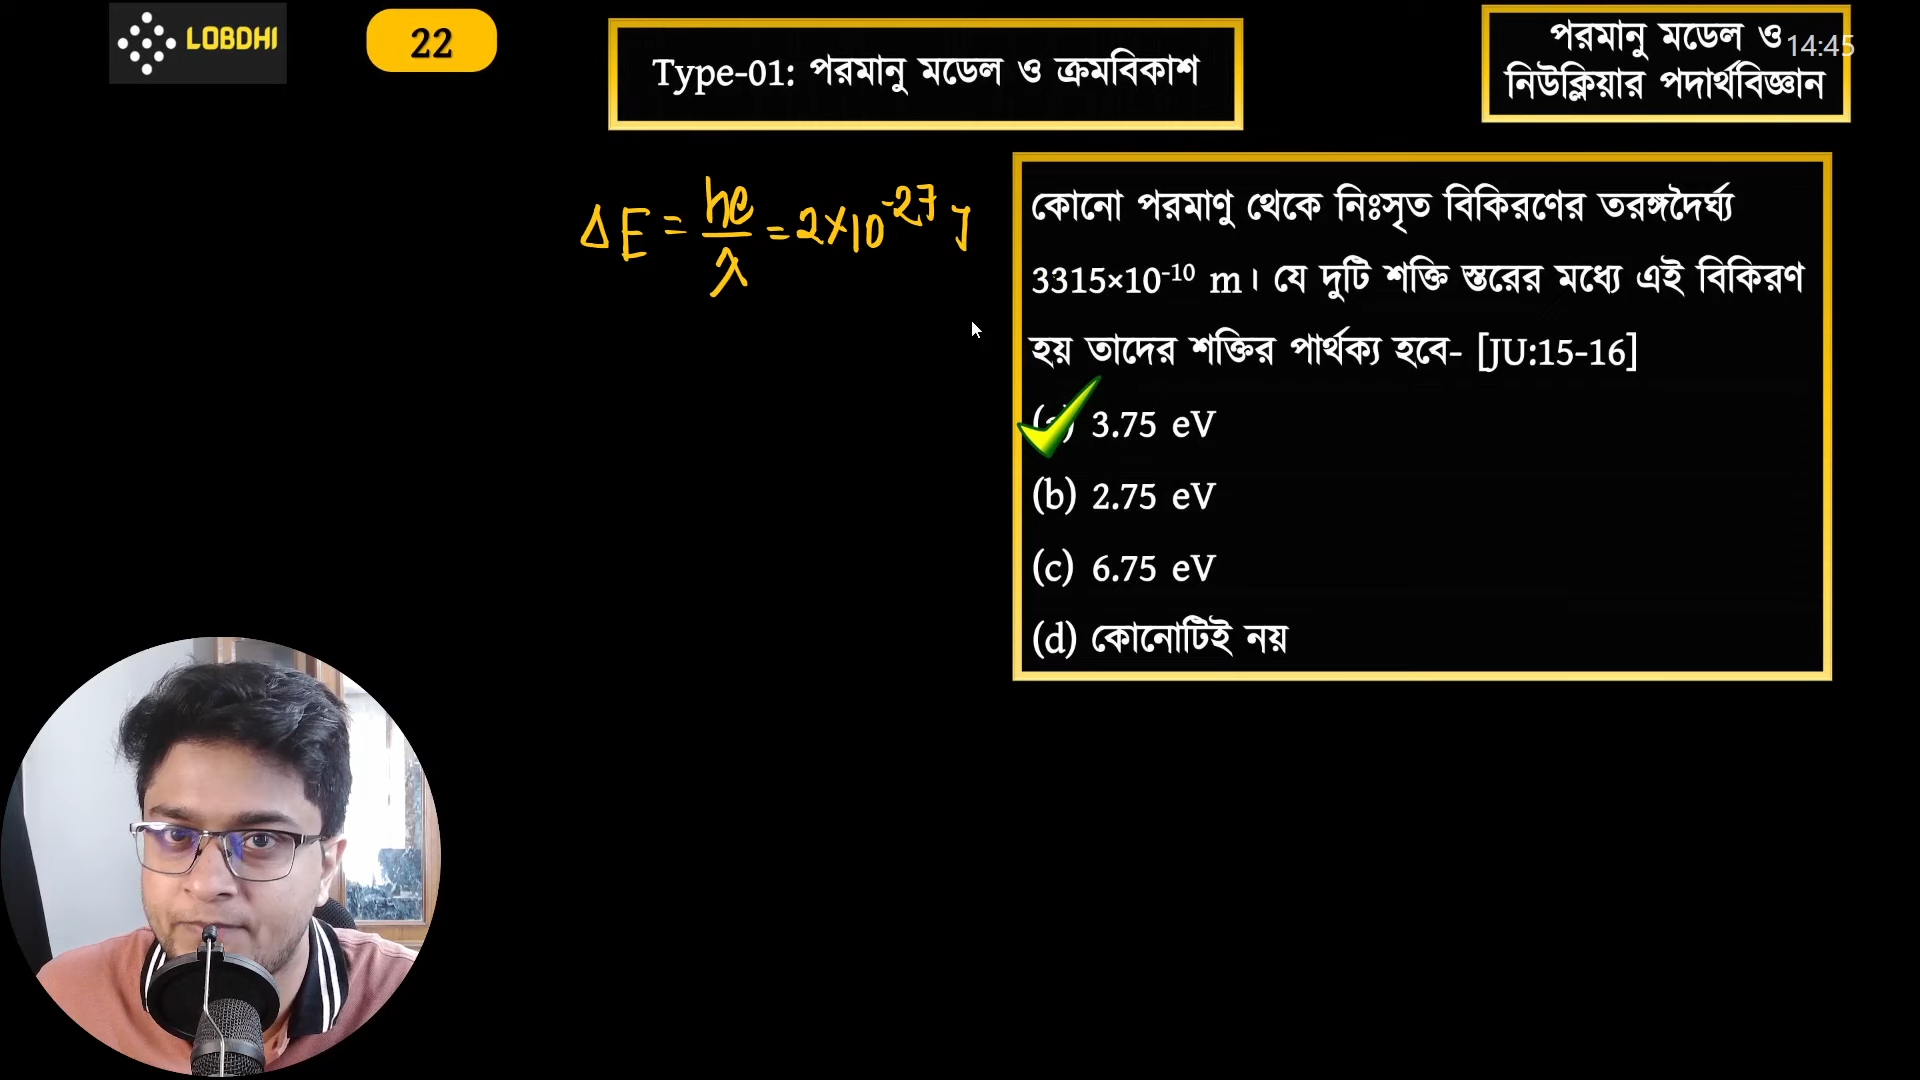 LOBDHI
22
Type-01: পরমানু মডেল ও ক্রমবিকাশ
পরমানু মডেল ও
14:45
নিউক্লিয়ার পদার্থবিজ্ঞান
ΔE = hc/λ = 2×10⁻²⁷ J
কোনো পরমাণু থেকে নিঃসৃত বিকিরণের তরঙ্গদৈর্ঘ্য
3315×10⁻¹⁰ m। যে দুটি শক্তি স্তরের মধ্যে এই বিকিরণ
হয় তাদের শক্তির পার্থক্য হবে- [JU:15-16]
(a) 3.75 eV
(b) 2.75 eV
(c) 6.75 eV
(d) কোনোটিই নয়